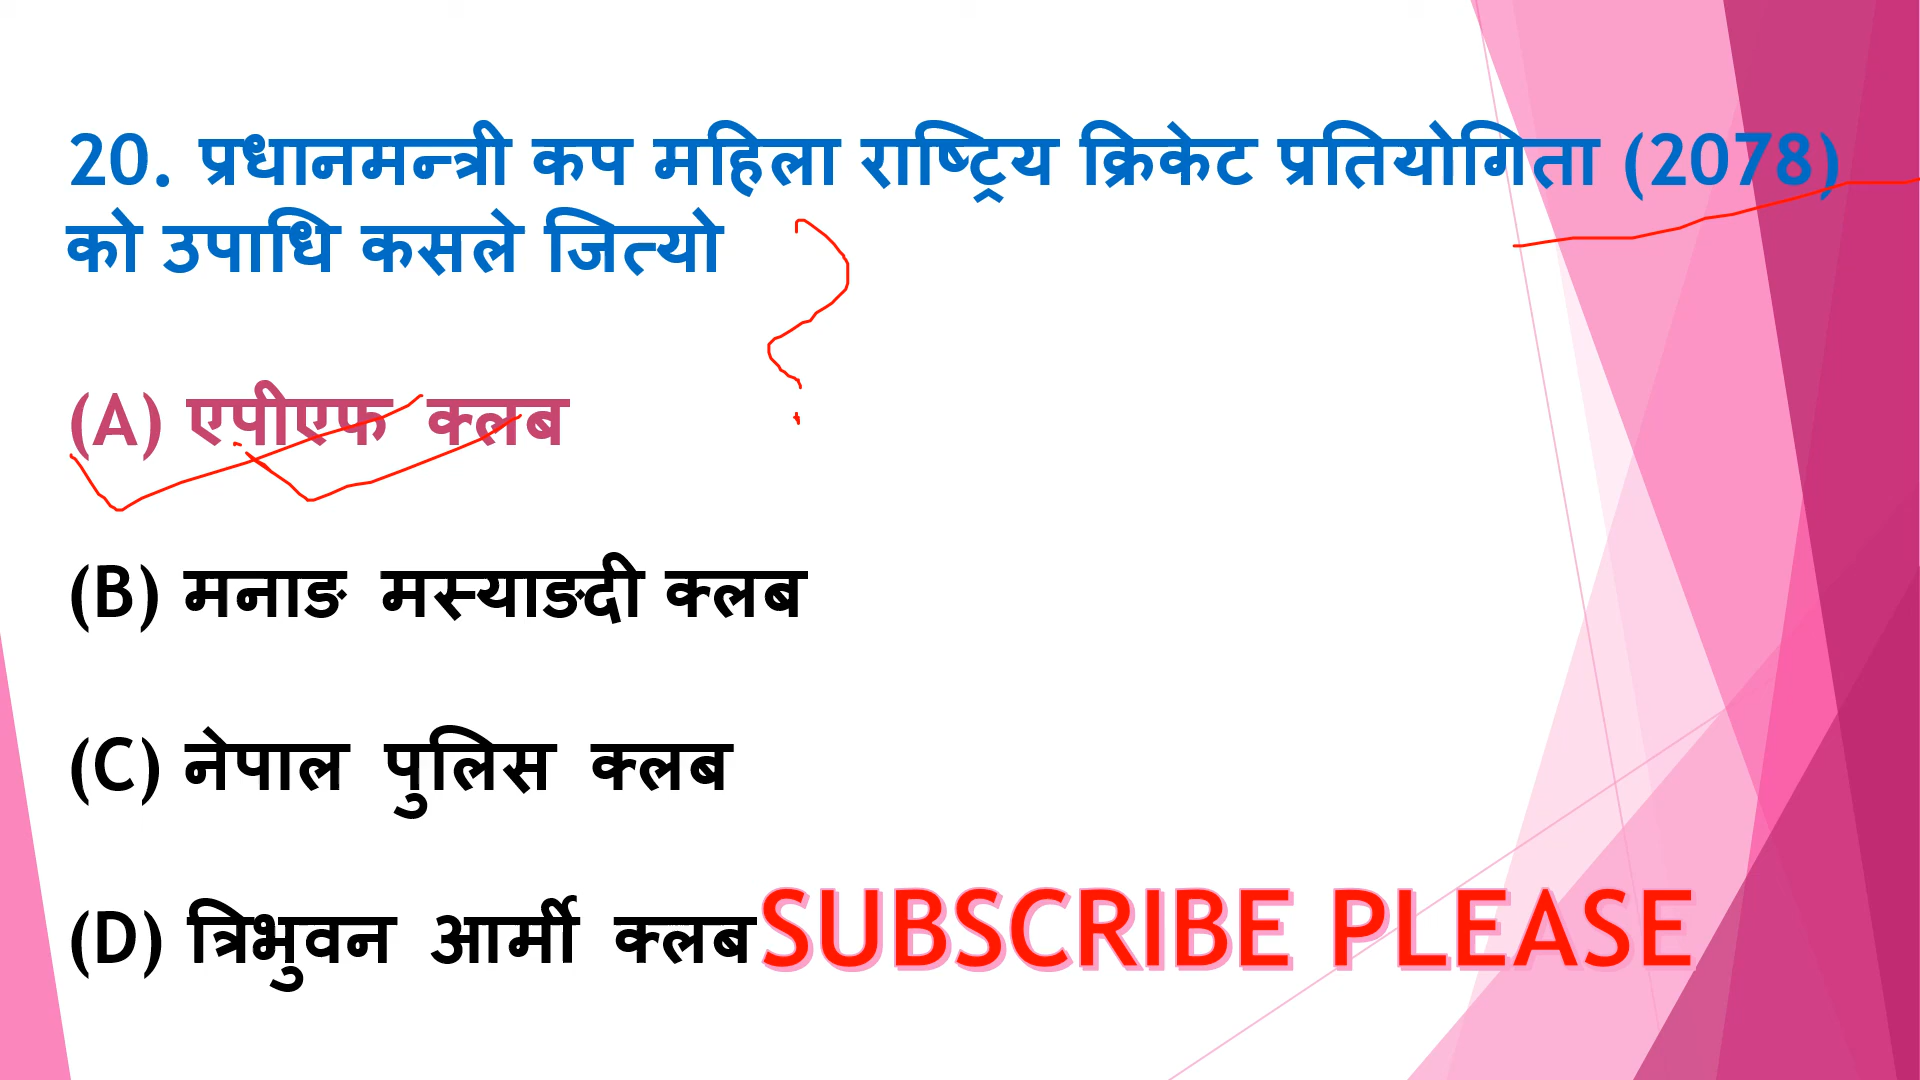 20. प्रधानमन्त्री कप महिला राष्ट्रिय क्रिकेट प्रतियोगिता (2078)
को उपाधि कसले जित्यो ?
(A) एपीएफ क्लब
(B) मनाङ मस्याङदी क्लब
(C) नेपाल पुलिस क्लब
(D) त्रिभुवन आर्मी क्लब
SUBSCRIBE PLEASE